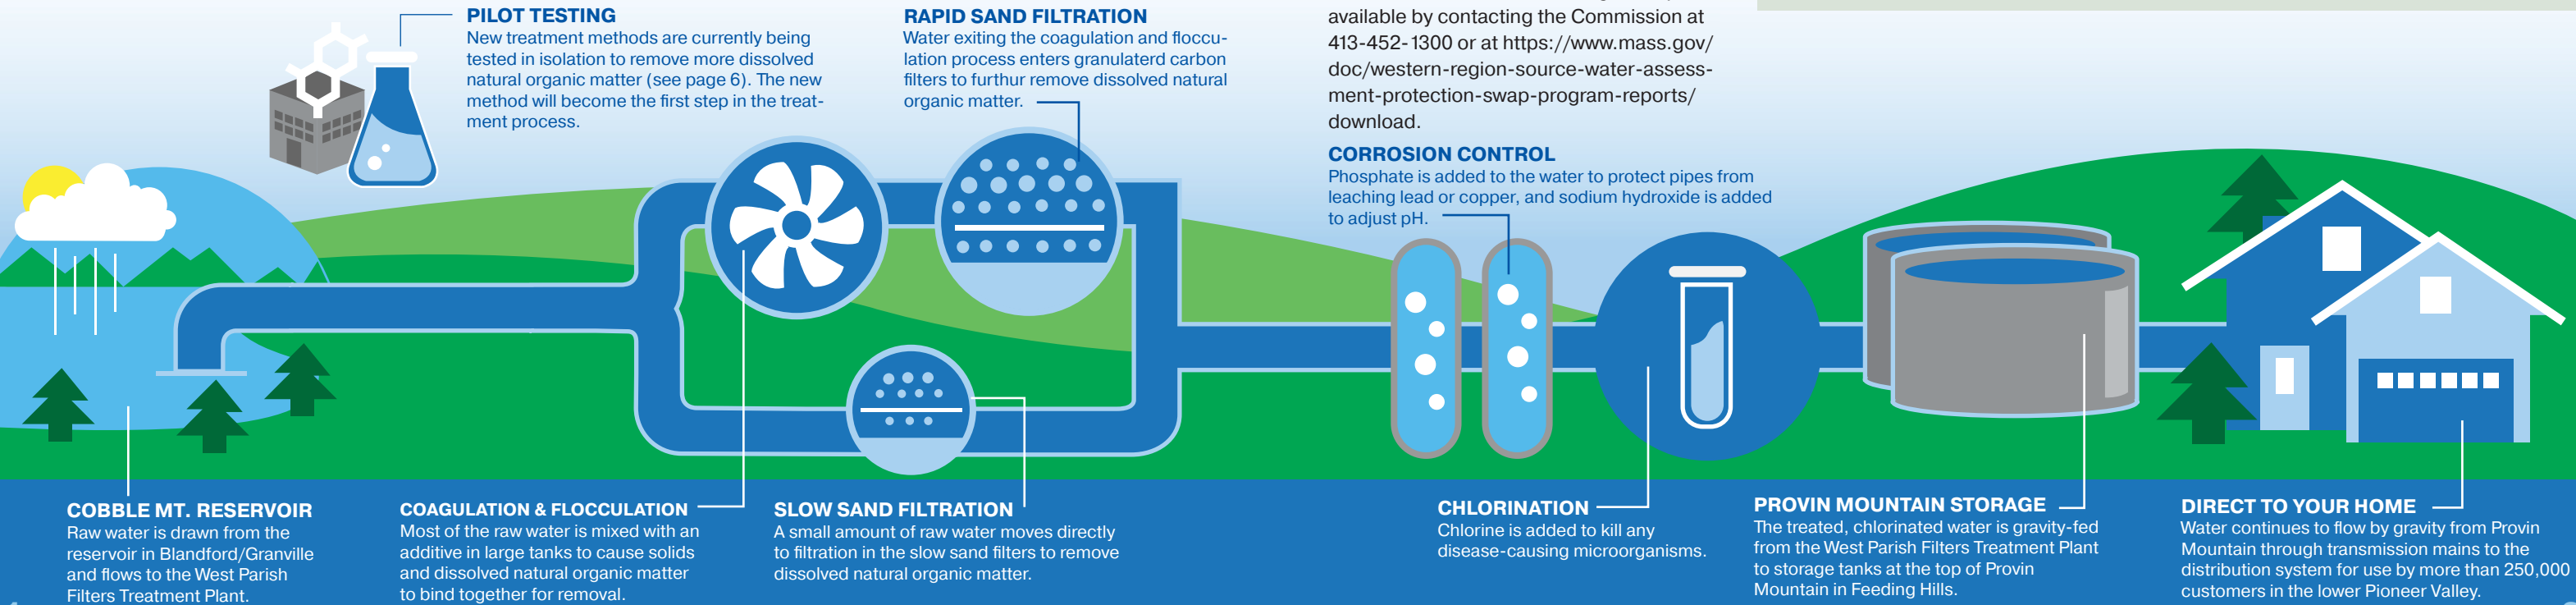 PILOT TESTING
New treatment methods are currently being
tested in isolation to remove more dissolved
natural organic matter (see page 6). The new
method will become the first step in the treat-
ment process.
RAPID SAND FILTRATION
Water exiting the coagulation and floccu-
lation process enters granulaterd carbon
filters to furthur remove dissolved natural
organic matter.
available by contacting the Commission at
413-452-1300 or at https://www.mass.gov/
doc/western-region-source-water-assess-
ment-protection-swap-program-reports/
download.
CORROSION CONTROL
Phosphate is added to the water to protect pipes from
leaching lead or copper, and sodium hydroxide is added
to adjust pH.
COBBLE MT. RESERVOIR
Raw water is drawn from the
reservoir in Blandford/Granville
and flows to the West Parish
Filters Treatment Plant.
COAGULATION & FLOCCULATION
Most of the raw water is mixed with an
additive in large tanks to cause solids
and dissolved natural organic matter
to bind together for removal.
SLOW SAND FILTRATION
A small amount of raw water moves directly
to filtration in the slow sand filters to remove
dissolved natural organic matter.
CHLORINATION
Chlorine is added to kill any
disease-causing microorganisms.
PROVIN MOUNTAIN STORAGE
The treated, chlorinated water is gravity-fed
from the West Parish Filters Treatment Plant
to storage tanks at the top of Provin
Mountain in Feeding Hills.
DIRECT TO YOUR HOME
Water continues to flow by gravity from Provin
Mountain through transmission mains to the
distribution system for use by more than 250,000
customers in the lower Pioneer Valley.